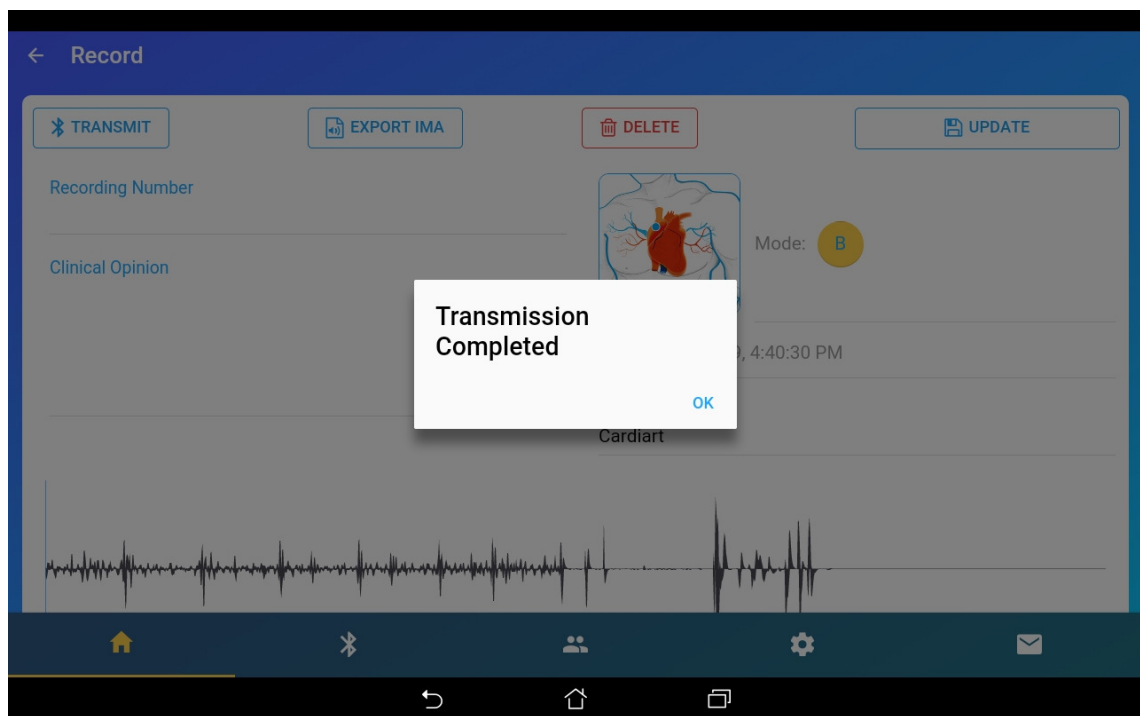 Record
TRANSMIT
EXPORT IMA
DELETE
UPDATE
Recording Number
Mode: B
Clinical Opinion
Transmission
Completed
OK
, 4:40:30 PM
Cardiart